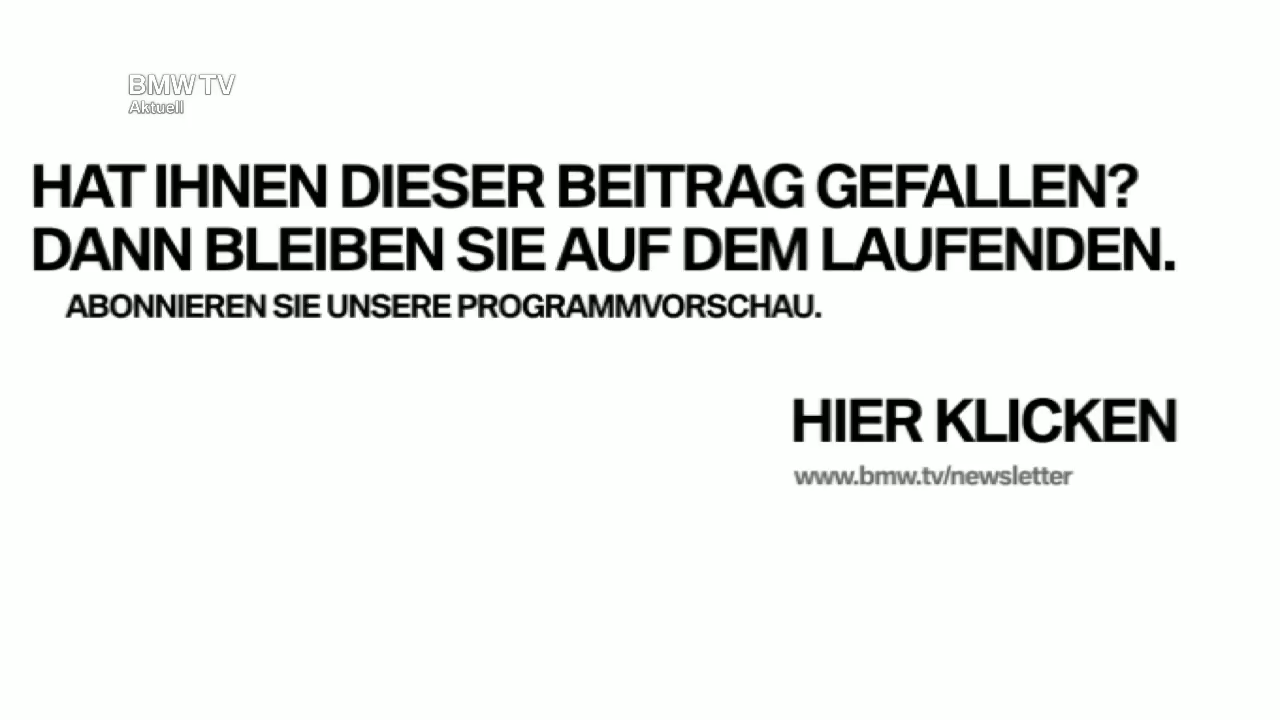 BMW TV
Aktuell
HAT IHNEN DIESER BEITRAG GEFALLEN?
DANN BLEIBEN SIE AUF DEM LAUFENDEN.
ABONNIEREN SIE UNSERE PROGRAMMVORSCHAU.
HIER KLICKEN
www.bmw.tv/newsletter